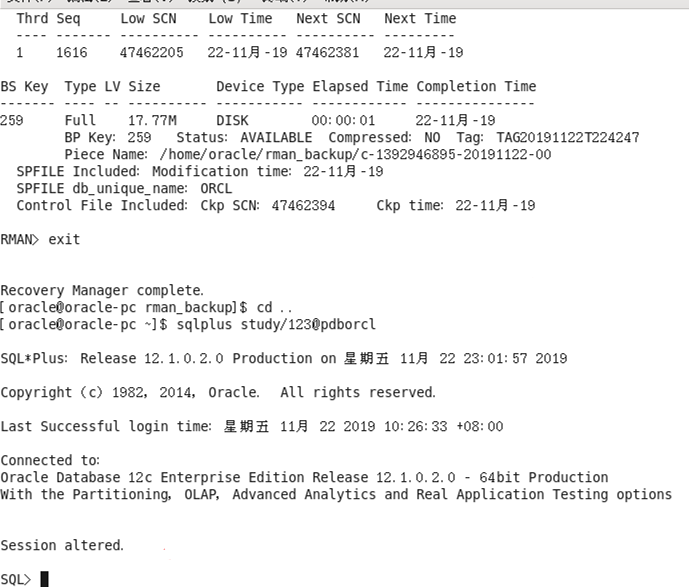 Thrd Seq Low SCN Low Time Next SCN Next Time
---- ------- ---------- --------- ---------- ---------
1 1616 47462205 22-11月-19 47462381 22-11月-19
BS Key Type LV Size Device Type Elapsed Time Completion Time
------- ---- -- ---------- ----------- ------------ ---------------
259 Full 17.77M DISK 00:00:01 22-11月-19
BP Key: 259 Status: AVAILABLE Compressed: NO Tag: TAG20191122T224247
Piece Name: /home/oracle/rman_backup/c-1392946895-20191122-00
SPFILE Included: Modification time: 22-11月-19
SPFILE db_unique_name: ORCL
Control File Included: Ckp SCN: 47462394 Ckp time: 22-11月-19
RMAN> exit
Recovery Manager complete.
[oracle@oracle-pc rman_backup]$ cd ..
[oracle@oracle-pc ~]$ sqlplus study/123@pdborcl
SQL*Plus: Release 12.1.0.2.0 Production on 星期五 11月 22 23:01:57 2019
Copyright (c) 1982, 2014, Oracle. All rights reserved.
Last Successful login time: 星期五 11月 22 2019 10:26:33 +08:00
Connected to:
Oracle Database 12c Enterprise Edition Release 12.1.0.2.0 - 64bit Production
With the Partitioning, OLAP, Advanced Analytics and Real Application Testing options
Session altered.
SQL>